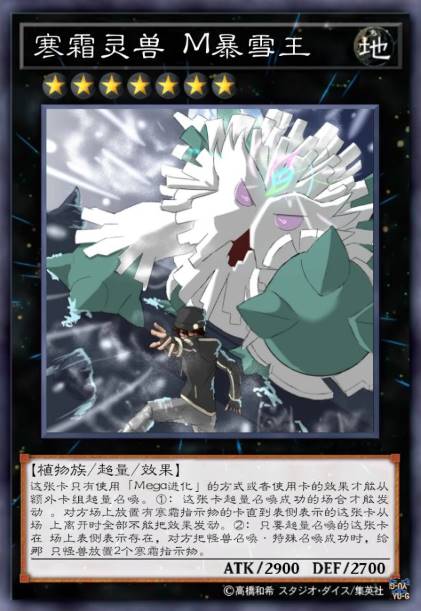 寒霜灵兽 M暴雪王
地
【植物族/超量/效果】
这张卡只有使用「Mega进化」的方式或者使用卡的效果才能从
额外卡组超量召唤。①：这张卡超量召唤成功的场合才能发
动。对方场上放置有寒霜指示物的卡直到表侧表示的这张卡从
场 上离开时全部不能把效果发动。②：只要超量召唤的这张卡
在 场上表侧表示存在，对方把怪兽召唤·特殊召唤成功时，给
那 只怪兽放置2个寒霜指示物。
ATK/2900 DEF/2700
©高橋和希 スタジオ・ダイス/集英社